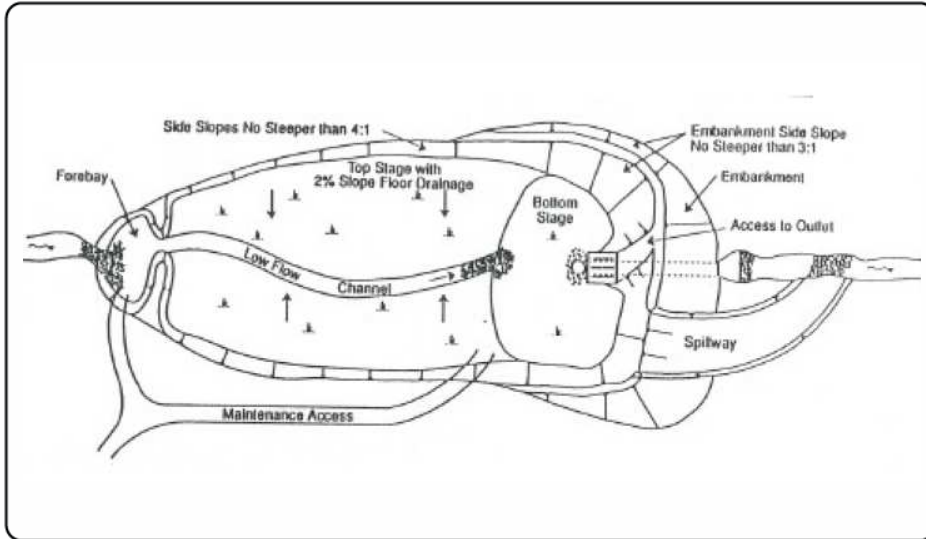 Side Slopes No Steeper than 4:1
Embankment Side Slope
No Steeper than 3:1
Forebay
Top Stage with
2% Slope Floor Drainage
Embankment
Bottom
Stage
Access to Outlet
Low Flow
Channel
Spillway
Maintenance Access